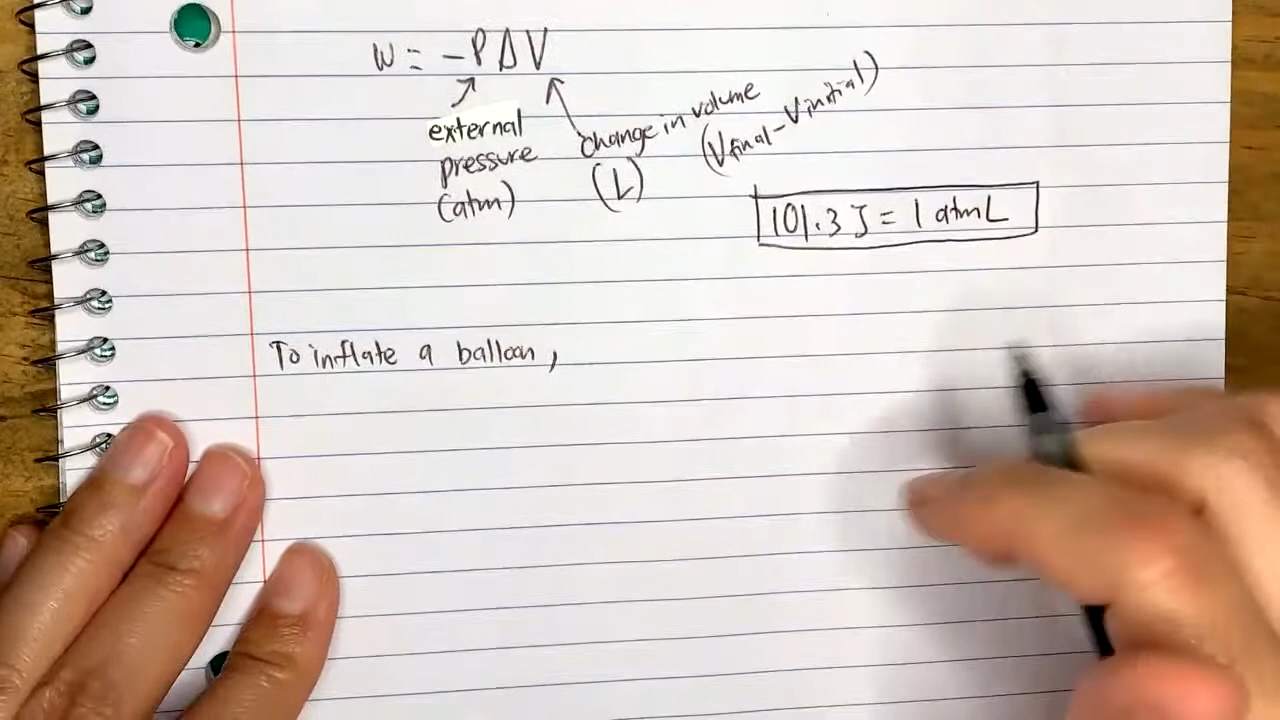 w = -PΔV
external
pressure
(atm)
change in volume
(L)
(Vfinal - Vinitial)
101.3 J = 1 atmL
To inflate a balloon,